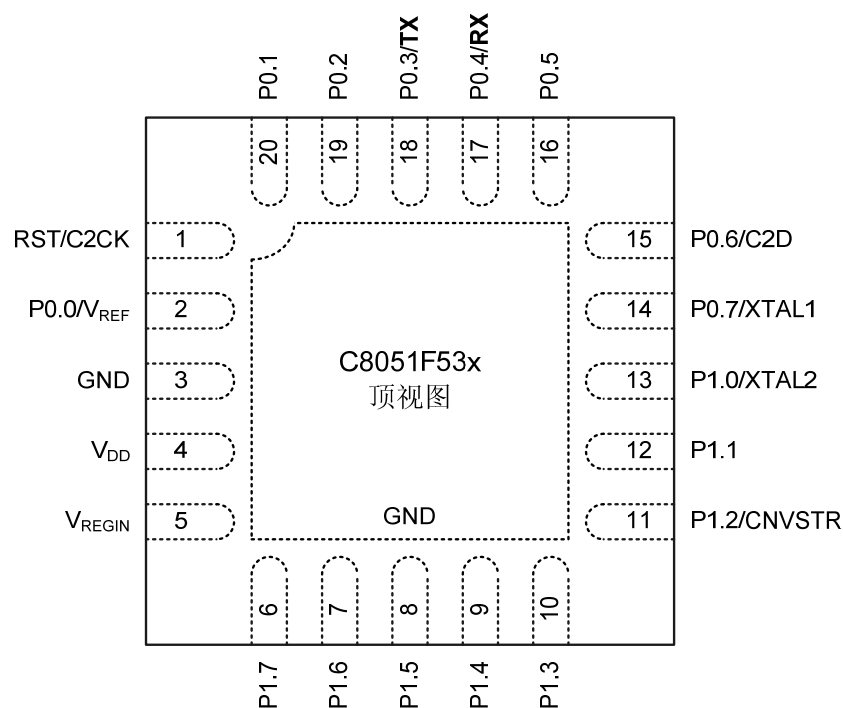 P0.1
P0.2
P0.3/TX
P0.4/RX
P0.5
20
19
18
17
16
RST/C2CK 1
15 P0.6/C2D
P0.0/VREF 2
14 P0.7/XTAL1
GND 3
13 P1.0/XTAL2
VDD 4
12 P1.1
VREGIN 5
11 P1.2/CNVSTR
C8051F53x
顶视图
GND
6
7
8
9
10
P1.7
P1.6
P1.5
P1.4
P1.3